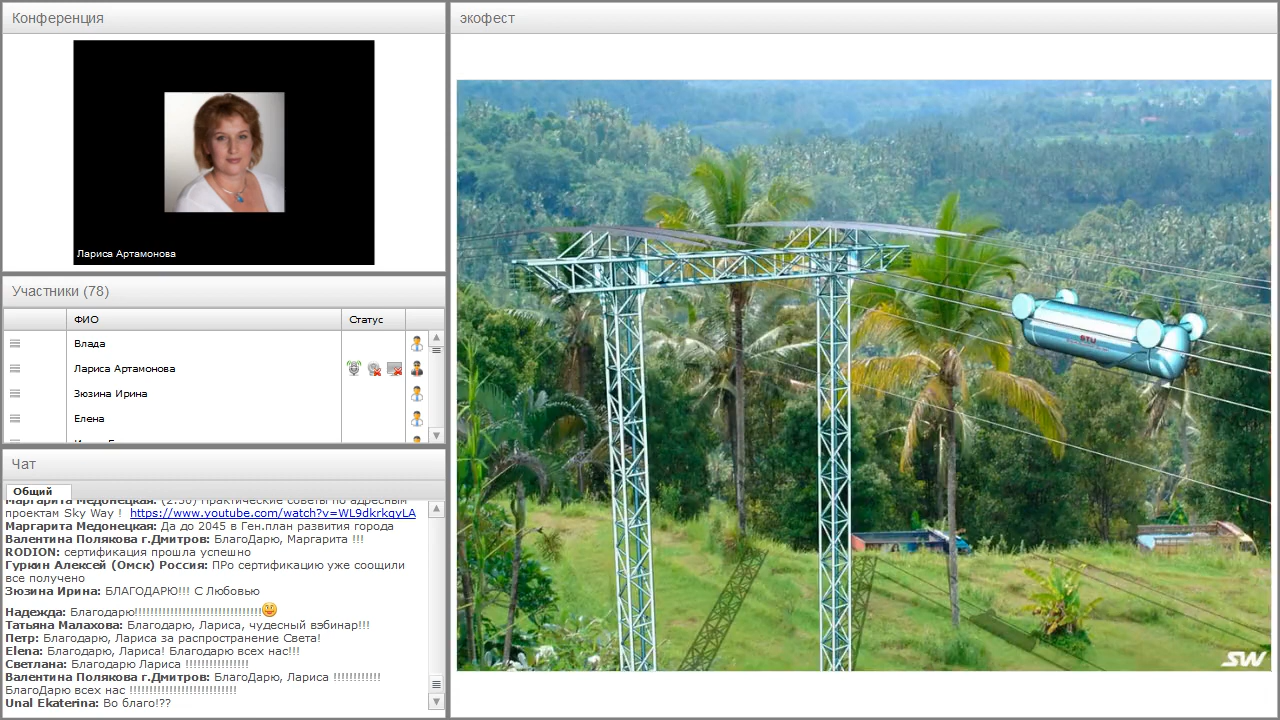 Конференция
Лариса Артамонова
Участники (78)
ФИО
Статус
Влада
Лариса Артамонова
Зюзина Ирина
Елена
Чат
Общий
Маргарита Медонецкая: (2:58) Практические советы по адресным
проектам Sky Way ! https://www.youtube.com/watch?v=WL9dkrkqyLA
Маргарита Медонецкая: Да до 2045 в Ген.план развития города
Валентина Полякова г.Дмитров: БлагоДарю, Маргарита !!!
RODION: сертификация прошла успешно
Гуркин Алексей (Омск) Россия: ПРо сертификацию уже соощили
все получено
Зюзина Ирина: БЛАГОДАРЮ!!! С Любовью
Надежда: Благодарю!!!!!!!!!!!!!!!!!!!!!!!!!!!!!!!!
Татьяна Малахова: Благодарю, Лариса, чудесный вэбинар!!!
Петр: Благодарю, Лариса за распространение Света!
Elena: Благодарю, Лариса! Благодарю всех нас!!!
Светлана: Благодарю Лариса !!!!!!!!!!!!!!!!
Валентина Полякова г.Дмитров: БлагоДарю, Лариса !!!!!!!!!!!!
БлагоДарю всех нас !!!!!!!!!!!!!!!!!!!!!!!!!!!
Unal Ekaterina: Во благо!??
экофест
STU
SW